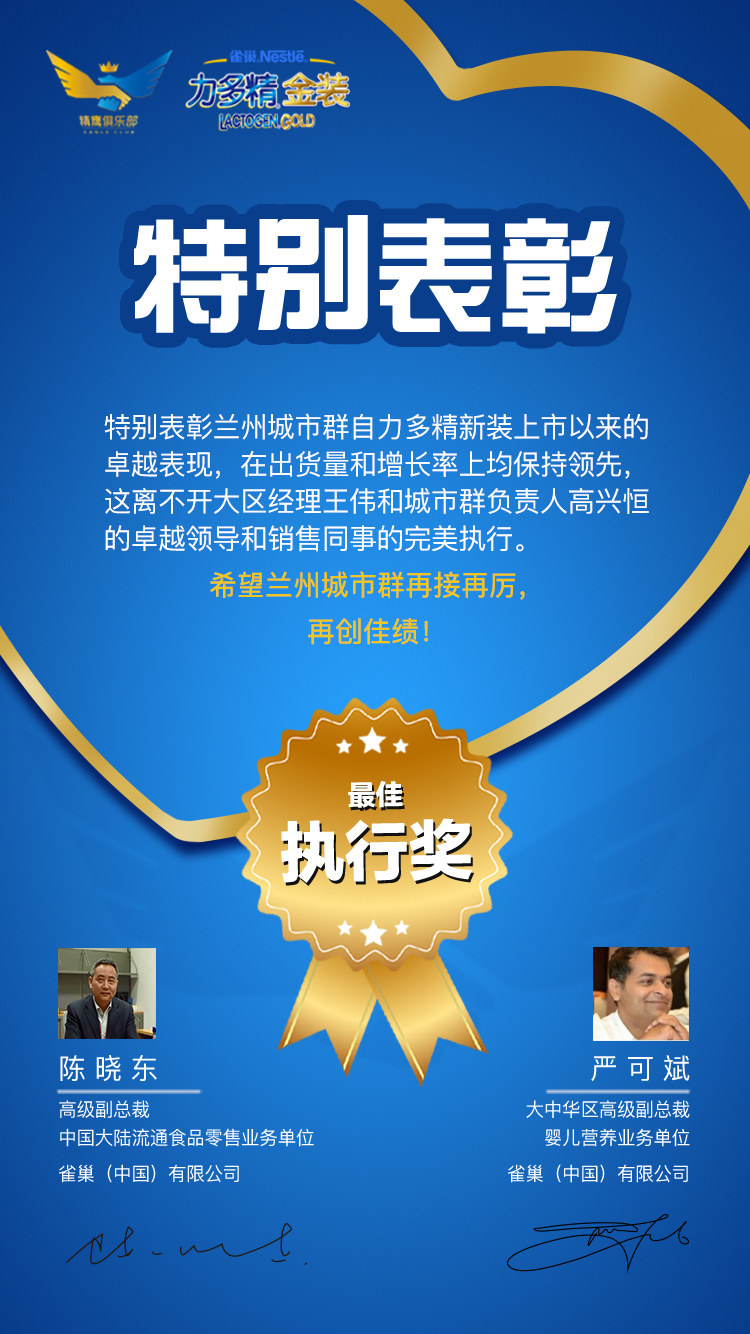 精鹰俱乐部
EAGLE CLUB
雀巢.Nestlé.
力多精 金装
LACTOGEN.GOLD
特别表彰
特别表彰兰州城市群自力多精新装上市以来的
卓越表现，在出货量和增长率上均保持领先，
这离不开大区经理王伟和城市群负责人高兴恒
的卓越领导和销售同事的完美执行。
希望兰州城市群再接再厉，
再创佳绩！
最佳
执行奖
陈晓东
高级副总裁
中国大陆流通食品零售业务单位
雀巢（中国）有限公司
严可斌
大中华区高级副总裁
婴儿营养业务单位
雀巢（中国）有限公司